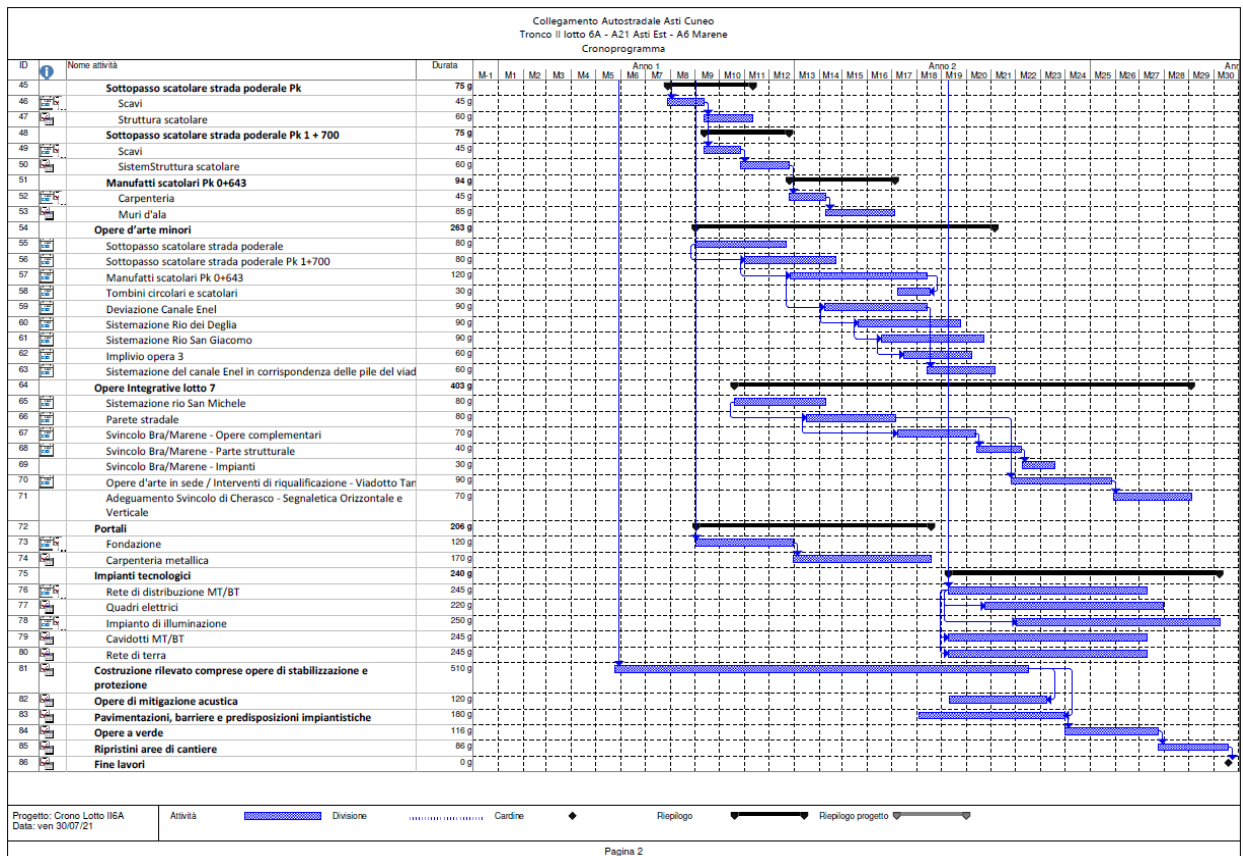 Collegamento Autostradale Asti Cuneo
Tronco II lotto 6A - A21 Asti Est - A6 Marene
Cronoprogramma
ID Nome attività Durata Anno 1 Anno 2 Ann
M-1 M1 M2 M3 M4 M5 M6 M7 M8 M9 M10 M11 M12 M13 M14 M15 M16 M17 M18 M19 M20 M21 M22 M23 M24 M25 M26 M27 M28 M29 M30
45 Sottopasso scatolare strada poderale Pk 75 g
46 Scavi 45 g
47 Struttura scatolare 60 g
48 Sottopasso scatolare strada poderale Pk 1 + 700 75 g
49 Scavi 45 g
50 SistemStruttura scatolare 60 g
51 Manufatti scatolari Pk 0+643 94 g
52 Carpenteria 45 g
53 Muri d'ala 85 g
54 Opere d'arte minori 263 g
55 Sottopasso scatolare strada poderale 80 g
56 Sottopasso scatolare strada poderale Pk 1+700 80 g
57 Manufatti scatolari Pk 0+643 120 g
58 Tombini circolari e scatolari 30 g
59 Deviazione Canale Enel 90 g
60 Sistemazione Rio dei Deglia 90 g
61 Sistemazione Rio San Giacomo 90 g
62 Implivio opera 3 60 g
63 Sistemazione del canale Enel in corrispondenza delle pile del viad 60 g
64 Opere Integrative lotto 7 403 g
65 Sistemazione rio San Michele 80 g
66 Parete stradale 80 g
67 Svincolo Bra/Marene - Opere complementari 70 g
68 Svincolo Bra/Marene - Parte strutturale 40 g
69 Svincolo Bra/Marene - Impianti 30 g
70 Opere d'arte in sede / Interventi di riqualificazione - Viadotto Tan 90 g
71 Adeguamento Svincolo di Cherasco - Segnaletica Orizzontale e 70 g
Verticale
72 Portali 206 g
73 Fondazione 120 g
74 Carpenteria metallica 170 g
75 Impianti tecnologici 240 g
76 Rete di distribuzione MT/BT 245 g
77 Quadri elettrici 220 g
78 Impianto di illuminazione 250 g
79 Cavidotti MT/BT 245 g
80 Rete di terra 245 g
81 Costruzione rilevato comprese opere di stabilizzazione e 510 g
protezione
82 Opere di mitigazione acustica 120 g
83 Pavimentazioni, barriere e predisposizioni impiantistiche 180 g
84 Opere a verde 116 g
85 Ripristini aree di cantiere 86 g
86 Fine lavori 0 g
Progetto: Crono Lotto II6A Attività Divisione Cardine Riepilogo Riepilogo progetto
Data: ven 30/07/21
Pagina 2